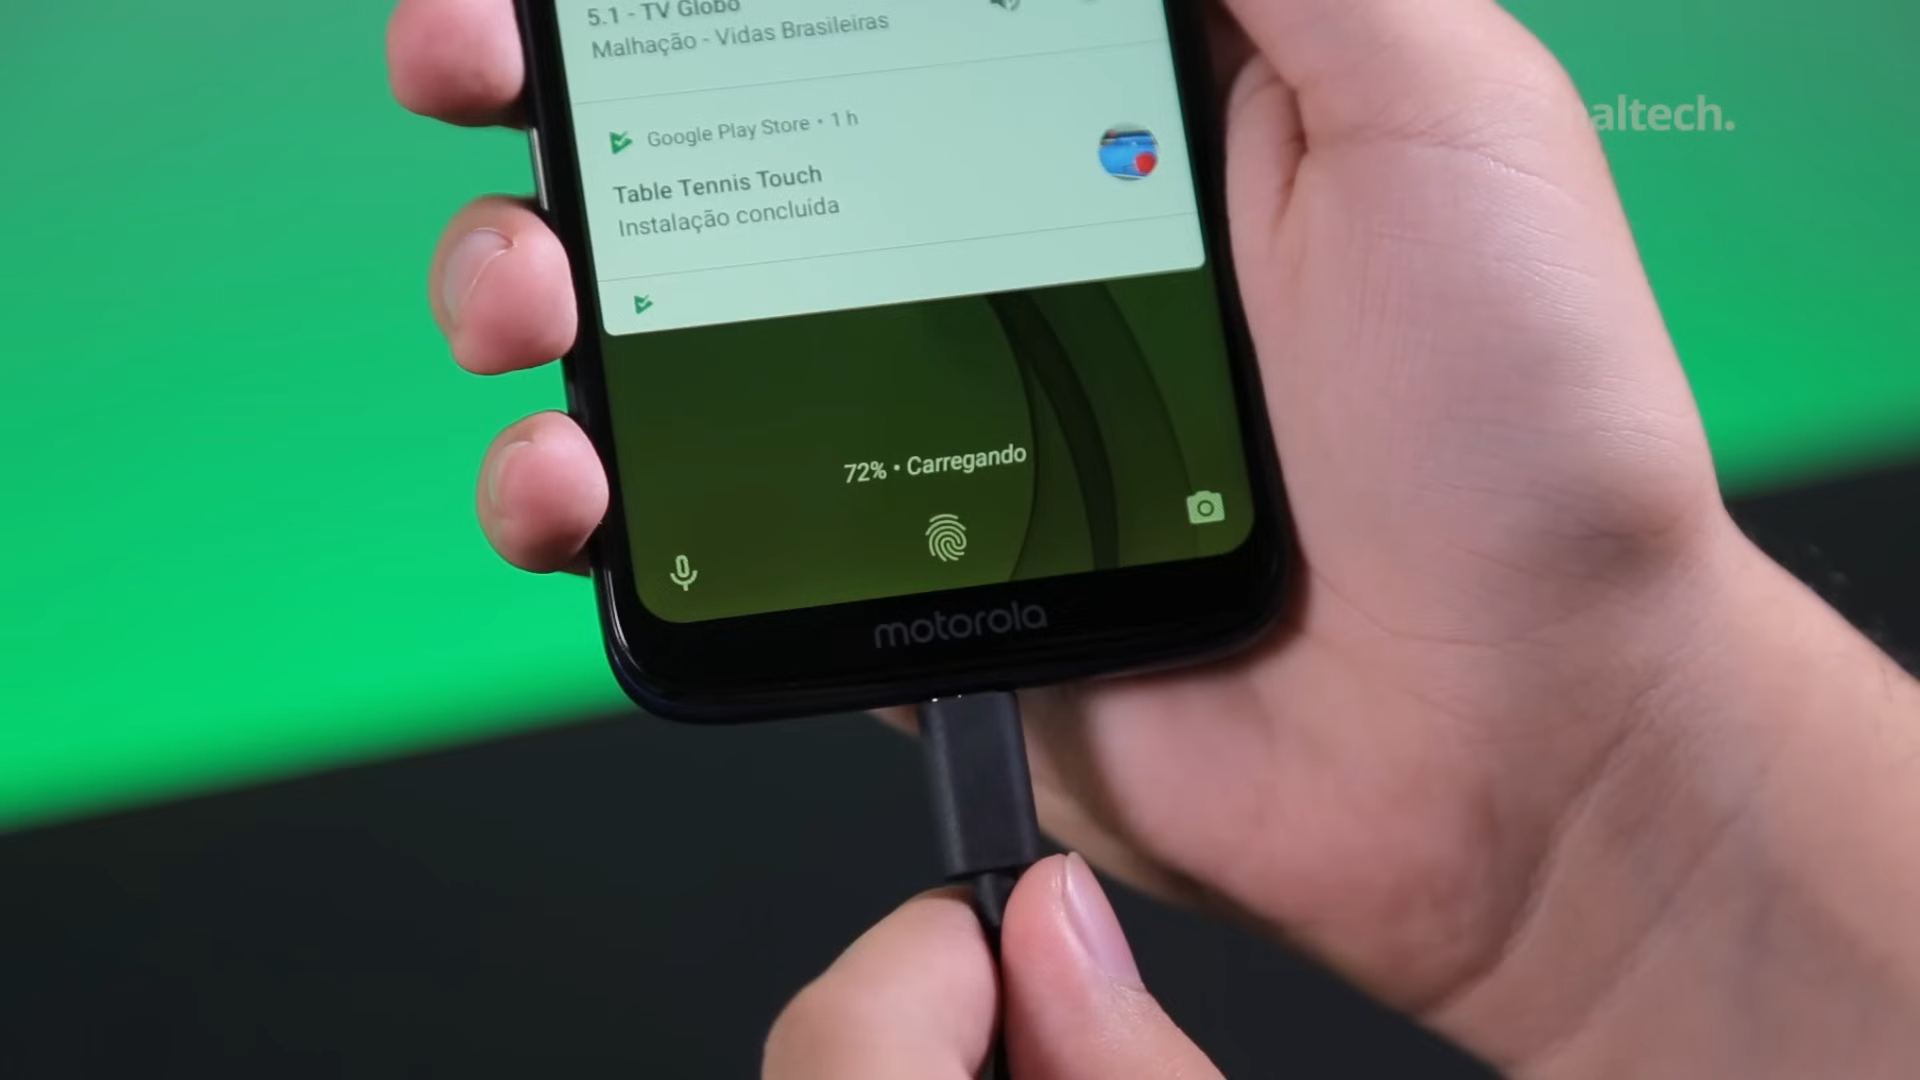 5.1 - TV Globo
Malhação - Vidas Brasileiras
Google Play Store • 1 h
Table Tennis Touch
Instalação concluída
72% • Carregando
motorola
altech.